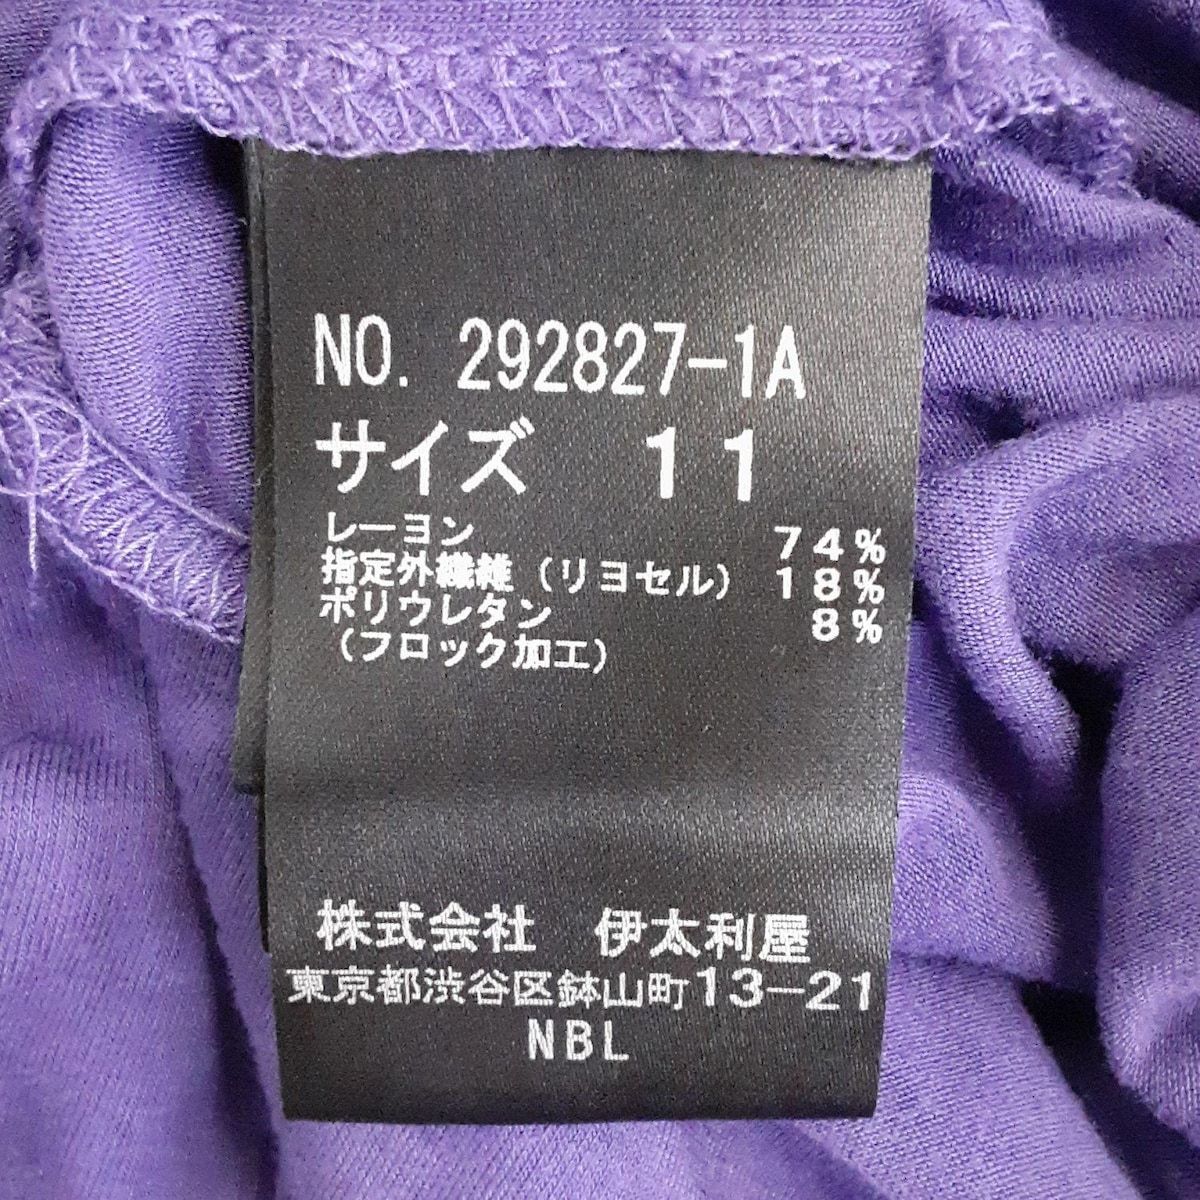 NO. 292827-1A
サイズ 11
レーヨン 74%
指定外繊維(リヨセル) 18%
ポリウレタン 8%
(フロック加工)
株式会社 伊太利屋
東京都渋谷区鉢山町13-21
NBL